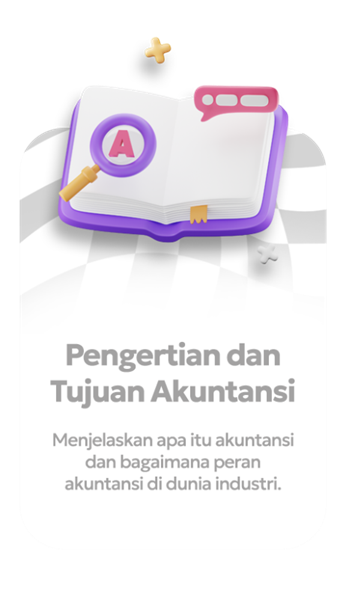 A
Pengertian dan
Tujuan Akuntansi
Menjelaskan apa itu akuntansi
dan bagaimana peran
akuntansi di dunia industri.